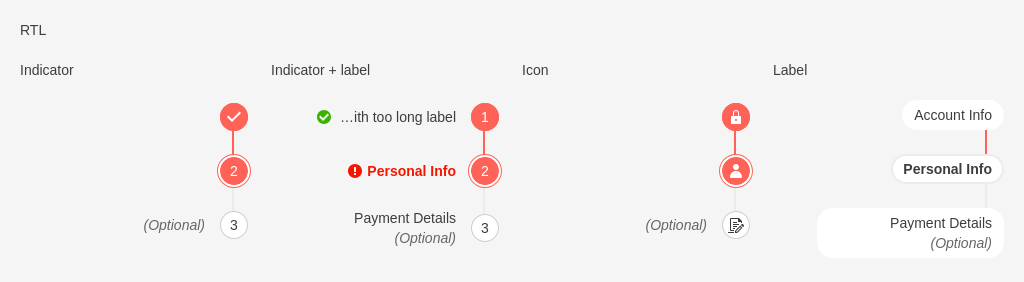 RTL
Indicator
Indicator + label
Icon
Label
2
(Optional)
3
…ith too long label
1
Personal Info
2
Payment Details
(Optional)
3
(Optional)
Account Info
Personal Info
Payment Details
(Optional)